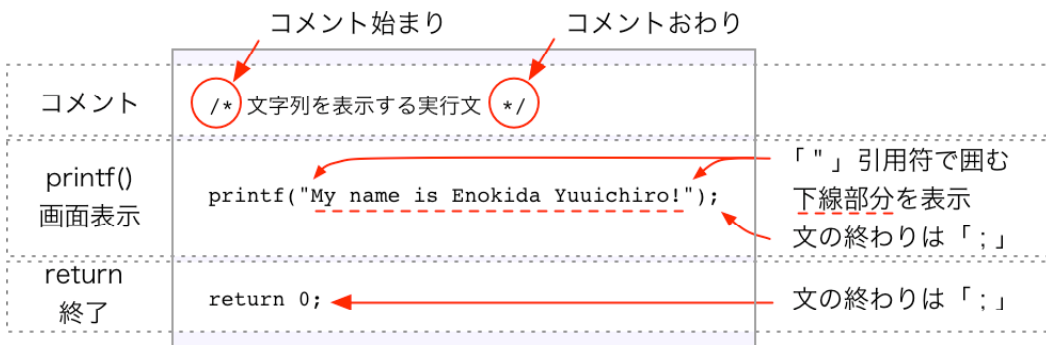 コメント始まり
コメントおわり
コメント
/* 文字列を表示する実行文 */
printf()
画面表示
printf("My name is Enokida Yuuichiro!");
「 " 」引用符で囲む
下線部分を表示
文の終わりは「 ; 」
return
終了
return 0;
文の終わりは「 ; 」